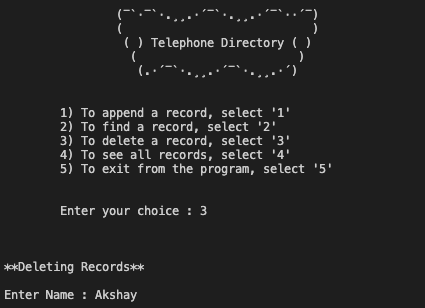 (¯`·¯`·.¸¸.·´¯`·.¸¸.·´¯`··´¯)
( )
( ) Telephone Directory ( )
( )
(.·´¯`·.¸¸.·´¯`·.¸¸.·´)
1) To append a record, select '1'
2) To find a record, select '2'
3) To delete a record, select '3'
4) To see all records, select '4'
5) To exit from the program, select '5'
Enter your choice : 3
**Deleting Records**
Enter Name : Akshay